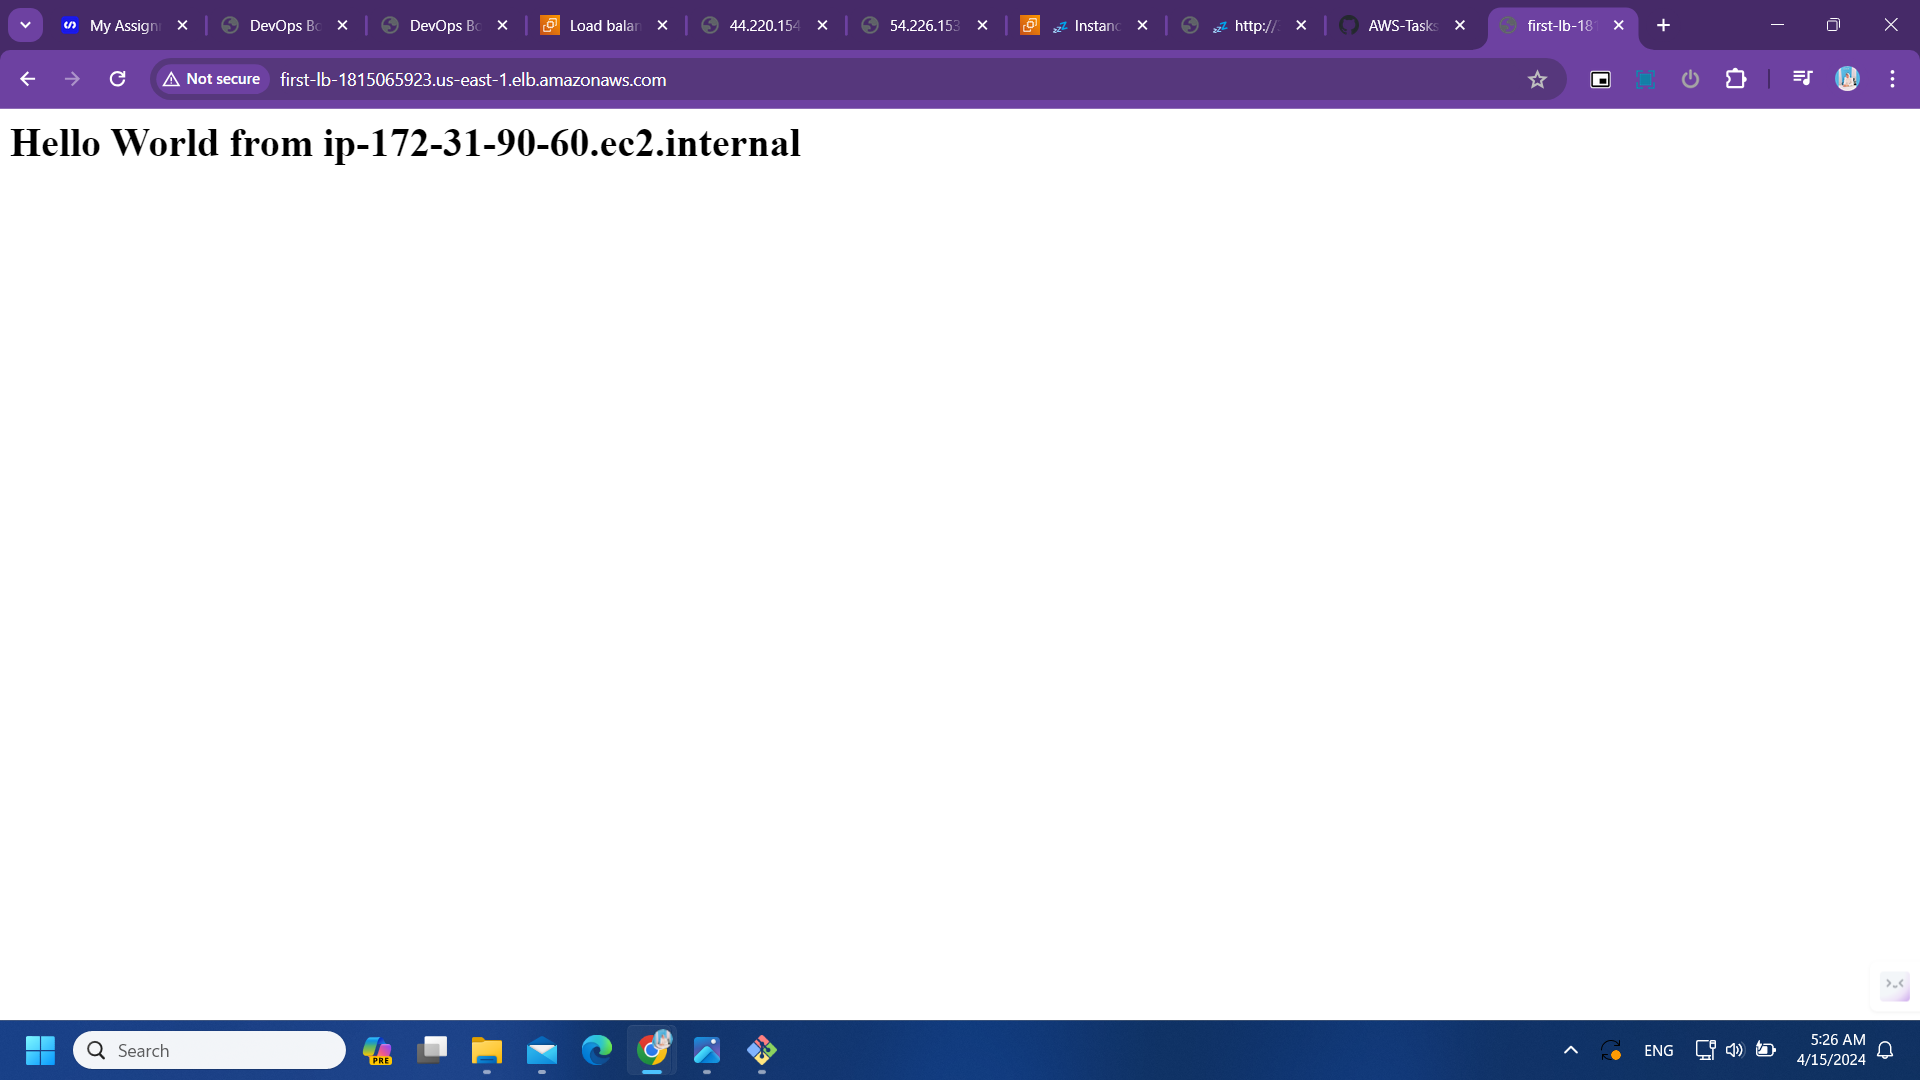 My Assign
DevOps Bo
DevOps Bo
Load balan
44.220.154
54.226.153
Instanc
http://
AWS-Tasks
first-lb-181
Not secure
first-lb-1815065923.us-east-1.elb.amazonaws.com
Hello World from ip-172-31-90-60.ec2.internal
Search
PRE
ENG
5:26 AM
4/15/2024